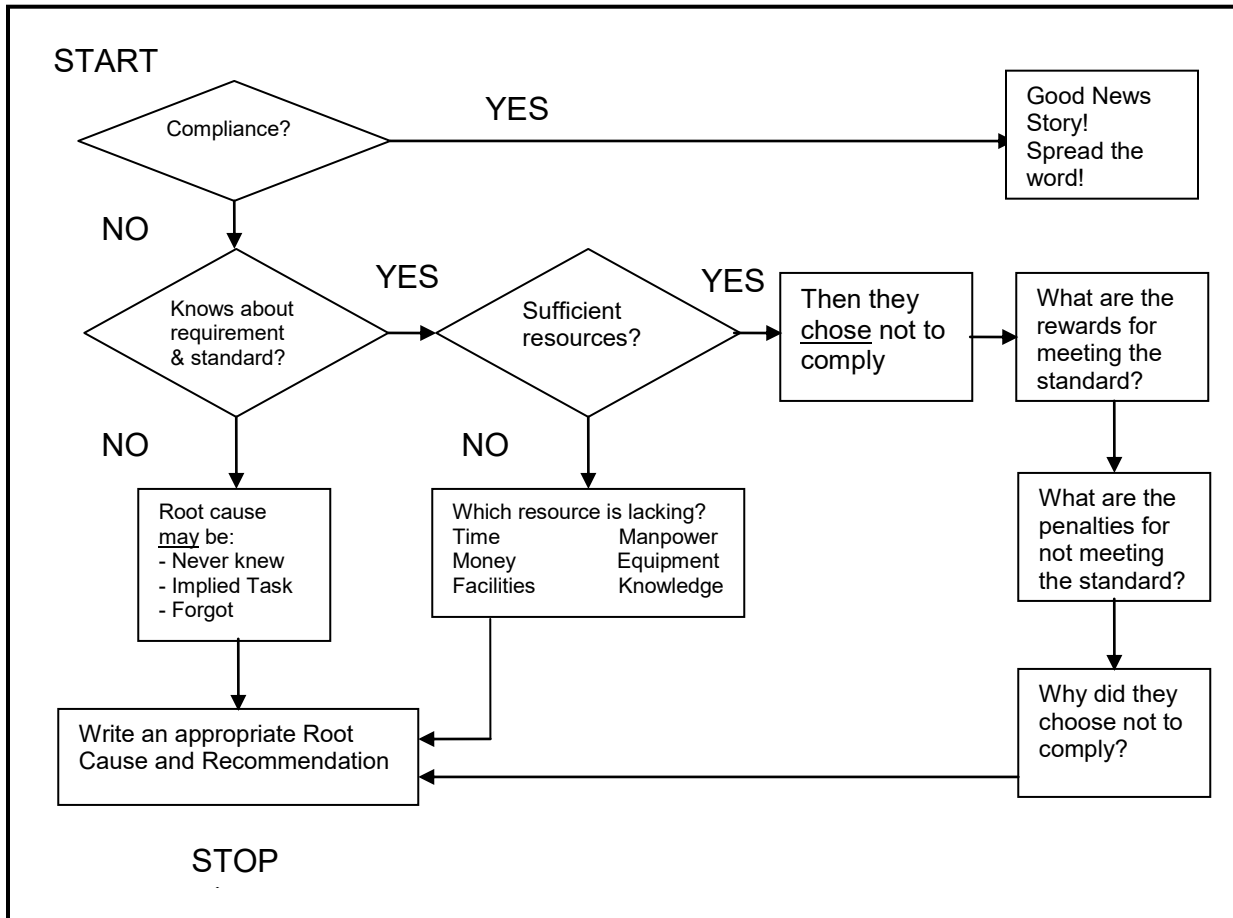 START
Compliance?
YES
Good News
Story!
Spread the
word!
NO
Knows about
requirement
& standard?
YES
Sufficient
resources?
YES
Then they
chose not to
comply
What are the
rewards for
meeting the
standard?
NO
Root cause
may be:
- Never knew
- Implied Task
- Forgot
NO
Which resource is lacking?
Time Manpower
Money Equipment
Facilities Knowledge
What are the
penalties for
not meeting
the standard?
Why did they
choose not to
comply?
Write an appropriate Root
Cause and Recommendation
STOP